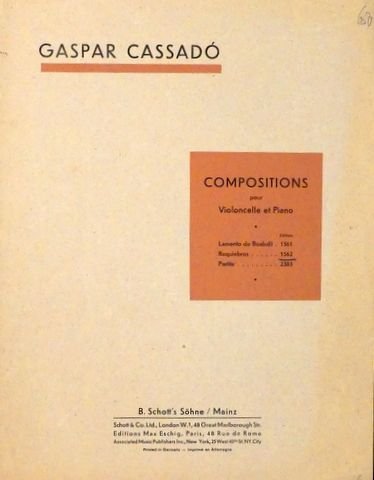 GASPAR CASSADÓ
COMPOSITIONS
pour
Violoncelle et Piano
Edition
Lamento de Boabdil . 1561
Requiebros . . . . . . 1562
Partita . . . . . . . . 2383
B. Schott's Söhne / Mainz
Schott & Co. Ltd., London W. 1, 48 Great Marlborough Str.
Editions Max Eschig, Paris, 48 Rue de Rome
Associated Music Publishers Inc., New York, 25 West 45th St. NY. City
Printed in Germany — Imprimé en Allemagne